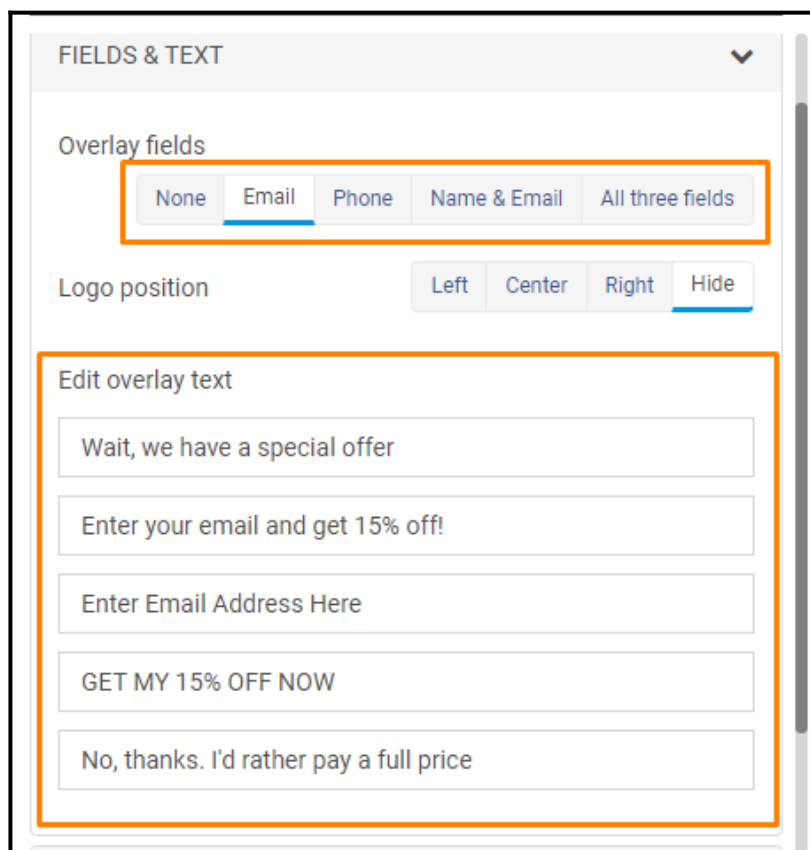 FIELDS & TEXT
Overlay fields
None Email Phone Name & Email All three fields
Logo position Left Center Right Hide
Edit overlay text
Wait, we have a special offer
Enter your email and get 15% off!
Enter Email Address Here
GET MY 15% OFF NOW
No, thanks. I'd rather pay a full price